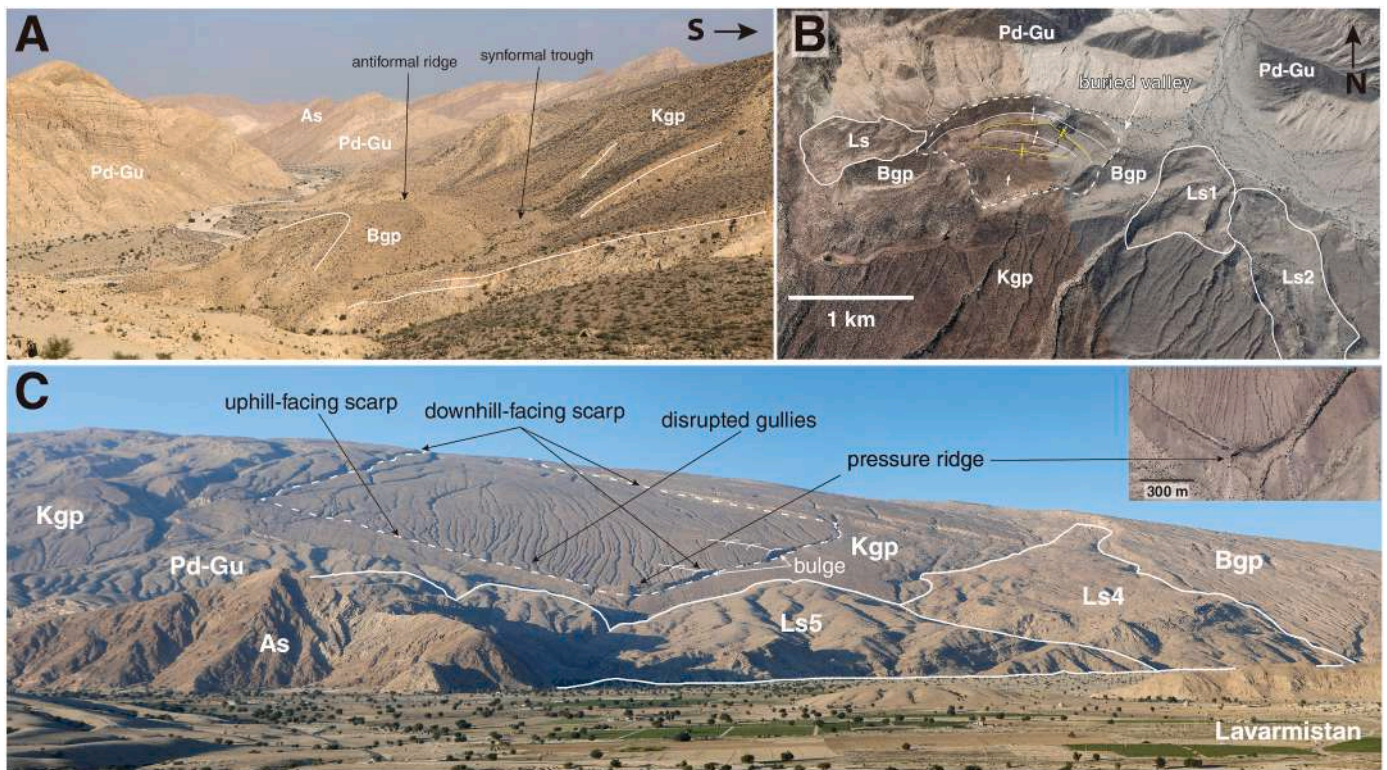 A
S
antiformal ridge
synformal trough
As
Pd-Gu
Kgp
Pd-Gu
Bgp
B
Pd-Gu
Pd-Gu
N
buried valley
Ls
Bgp
Bgp
Ls1
Ls2
Kgp
1 km
C
uphill-facing scarp
downhill-facing scarp
disrupted gullies
pressure ridge
300 m
Kgp
Pd-Gu
Kgp
bulge
Bgp
Ls4
Ls5
As
Lavarmistan